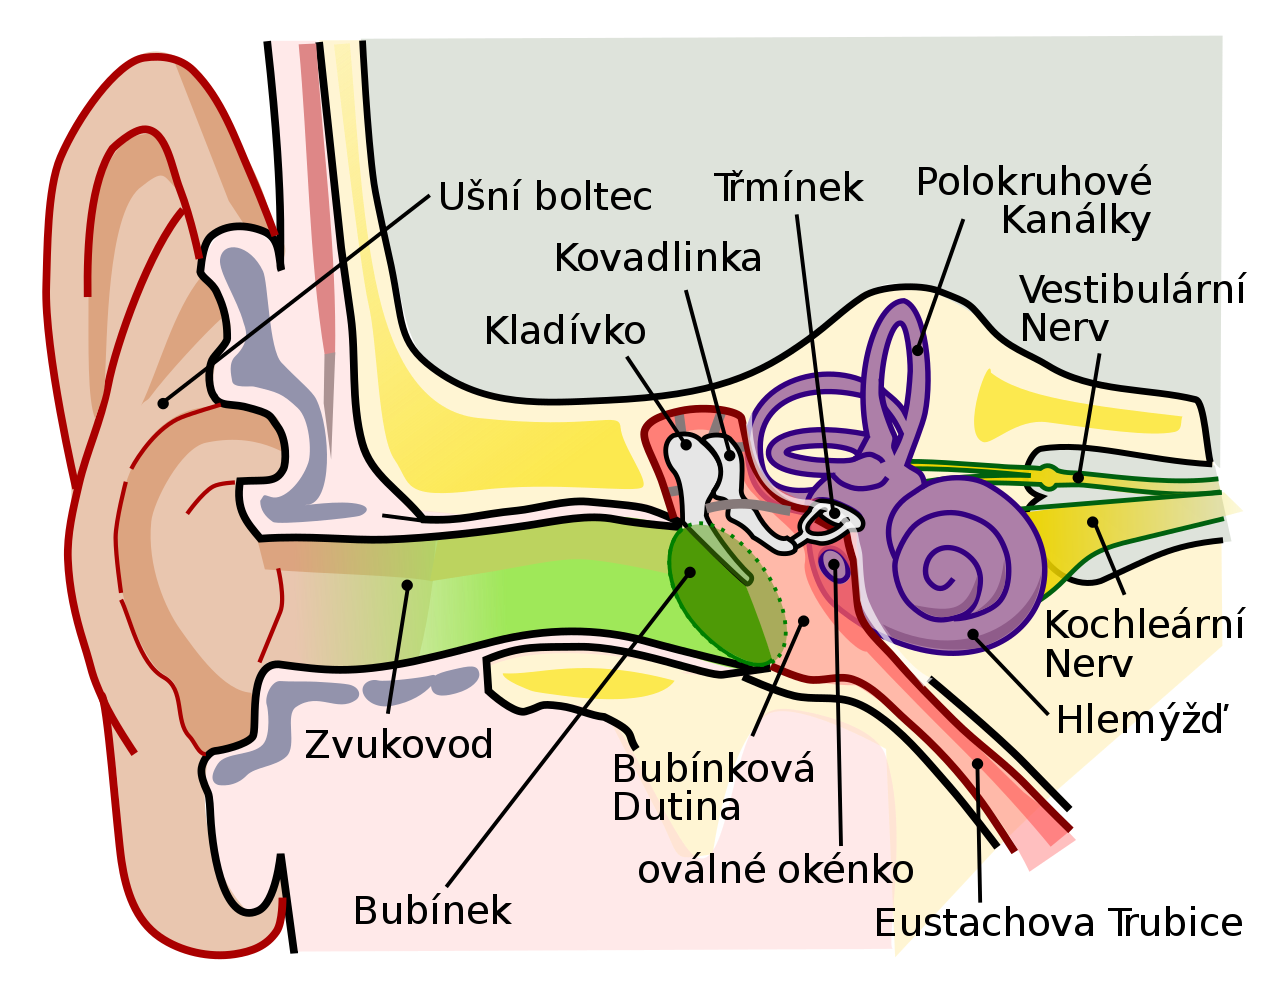 Ušní boltec
Třmínek
Polokruhové
Kanálky
Kovadlinka
Vestibulární
Nerv
Kladívko
Kochleární
Nerv
Hlemýžď
Zvukovod
Bubínková
Dutina
oválné okénko
Bubínek
Eustachova Trubice